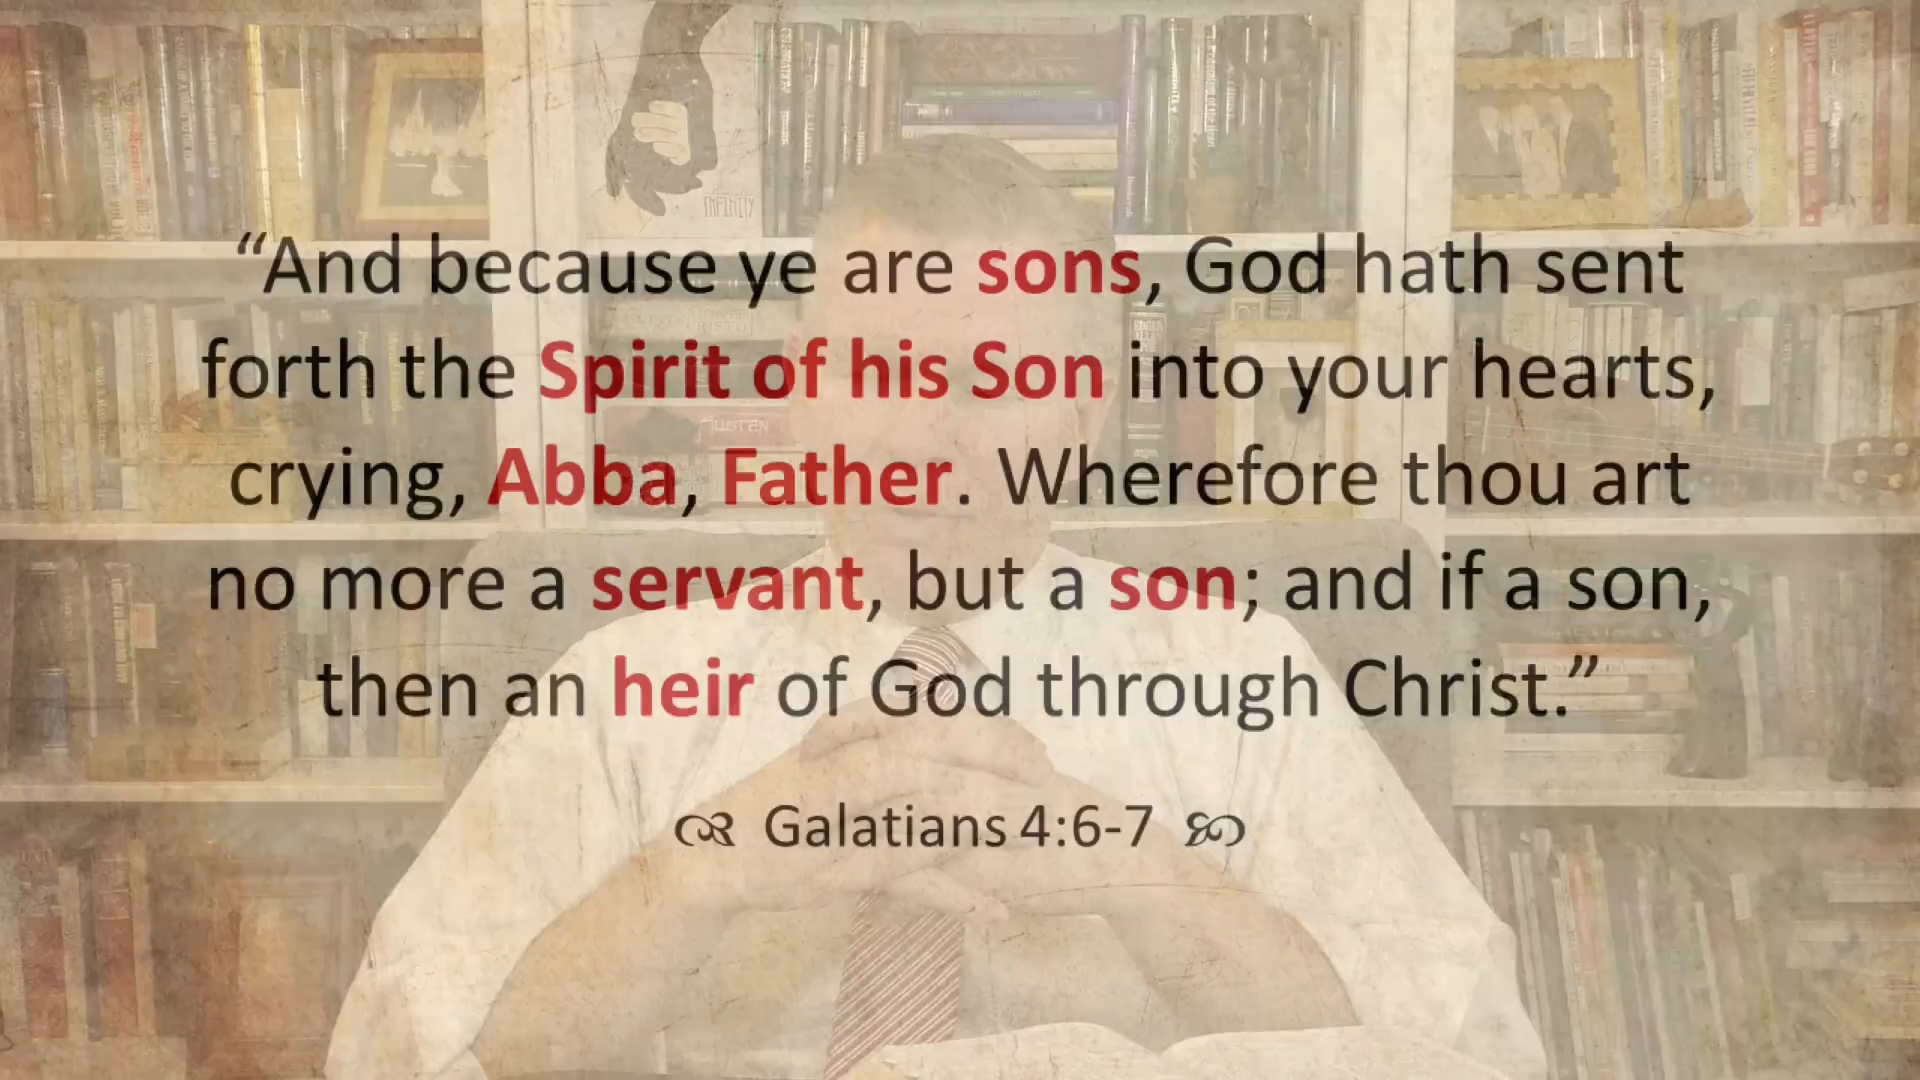 INFINITY
“And because ye are sons, God hath sent
forth the Spirit of his Son into your hearts,
AUSTEN
crying, Abba, Father. Wherefore thou art
no more a servant, but a son; and if a son,
then an heir of God through Christ.”
Galatians 4:6-7